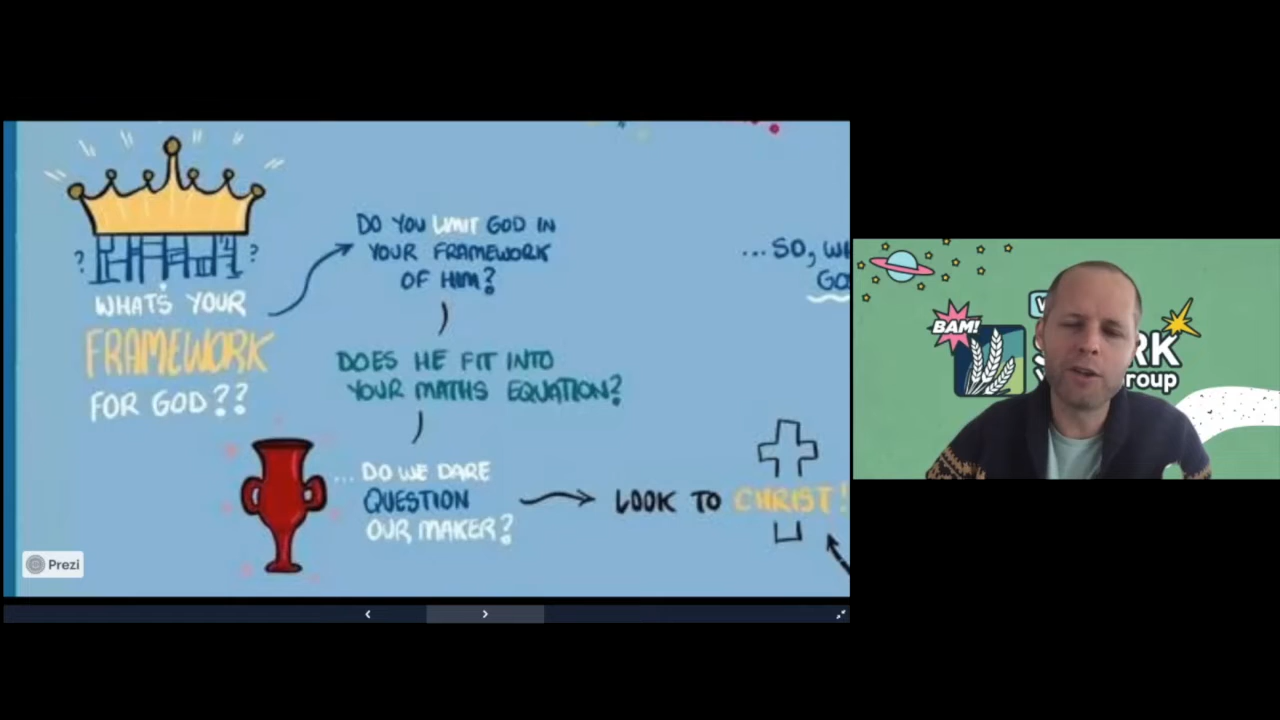 DO YOU LIMIT GOD IN
YOUR FRAMEWORK
OF HIM?
? ?
WHAT'S YOUR
FRAMEWORK
FOR GOD??
DOES HE FIT INTO
YOUR MATHS EQUATION?
... DO WE DARE
QUESTION
OUR MAKER?
LOOK TO CHRIST!
...SO,
Prezi
BAM!